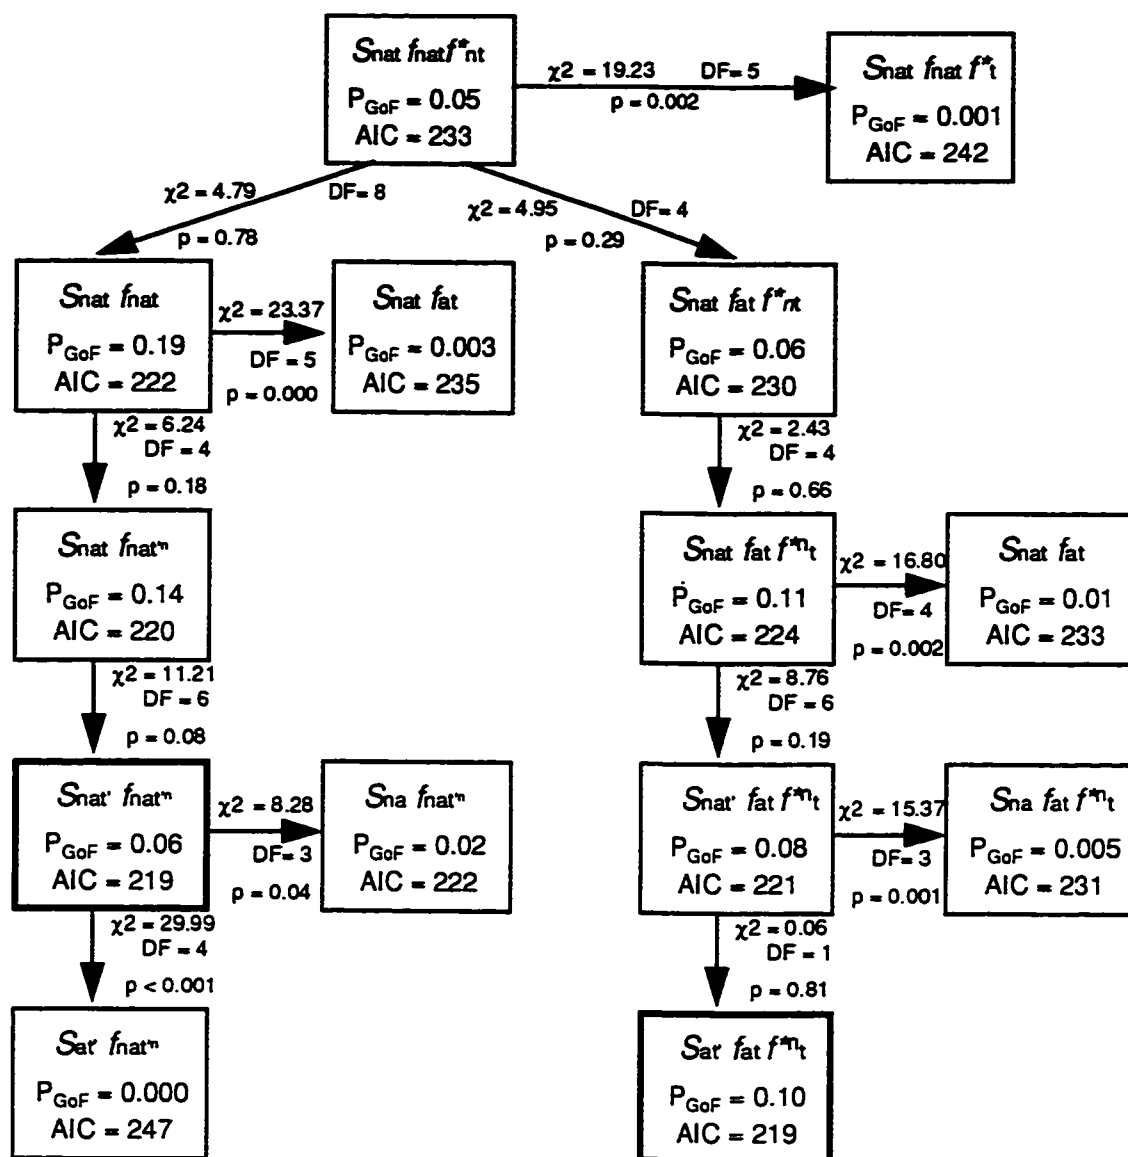 Snat fnat f*nt
PGoF = 0.05
AIC = 233
χ2 = 19.23 DF= 5
p = 0.002
Snat fnat f*t
PGoF = 0.001
AIC = 242
χ2 = 4.79 DF= 8
p = 0.78
χ2 = 4.95 DF= 4
p = 0.29
Snat fnat
PGoF = 0.19
AIC = 222
χ2 = 23.37
DF = 5
p = 0.000
Snat fat
PGoF = 0.003
AIC = 235
Snat fat f*nt
PGoF = 0.06
AIC = 230
χ2 = 6.24
DF = 4
p = 0.18
χ2 = 2.43
DF = 4
p = 0.66
Snat fnat'n
PGoF = 0.14
AIC = 220
Snat fat f*nt
PGoF = 0.11
AIC = 224
χ2 = 16.80
DF = 4
p = 0.002
Snat fat
PGoF = 0.01
AIC = 233
χ2 = 11.21
DF = 6
p = 0.08
χ2 = 8.76
DF = 6
p = 0.19
Snat' fnat'n
PGoF = 0.06
AIC = 219
χ2 = 8.28
DF = 3
p = 0.04
Sna fnat'n
PGoF = 0.02
AIC = 222
Snat' fat f*nt
PGoF = 0.08
AIC = 221
χ2 = 15.37
DF= 3
p = 0.001
Sna fat f*nt
PGoF = 0.005
AIC = 231
χ2 = 29.99
DF = 4
p < 0.001
χ2 = 0.06
DF = 1
p = 0.81
Sat' fnat'n
PGoF = 0.000
AIC = 247
Sat' fat f*nt
PGoF = 0.10
AIC = 219